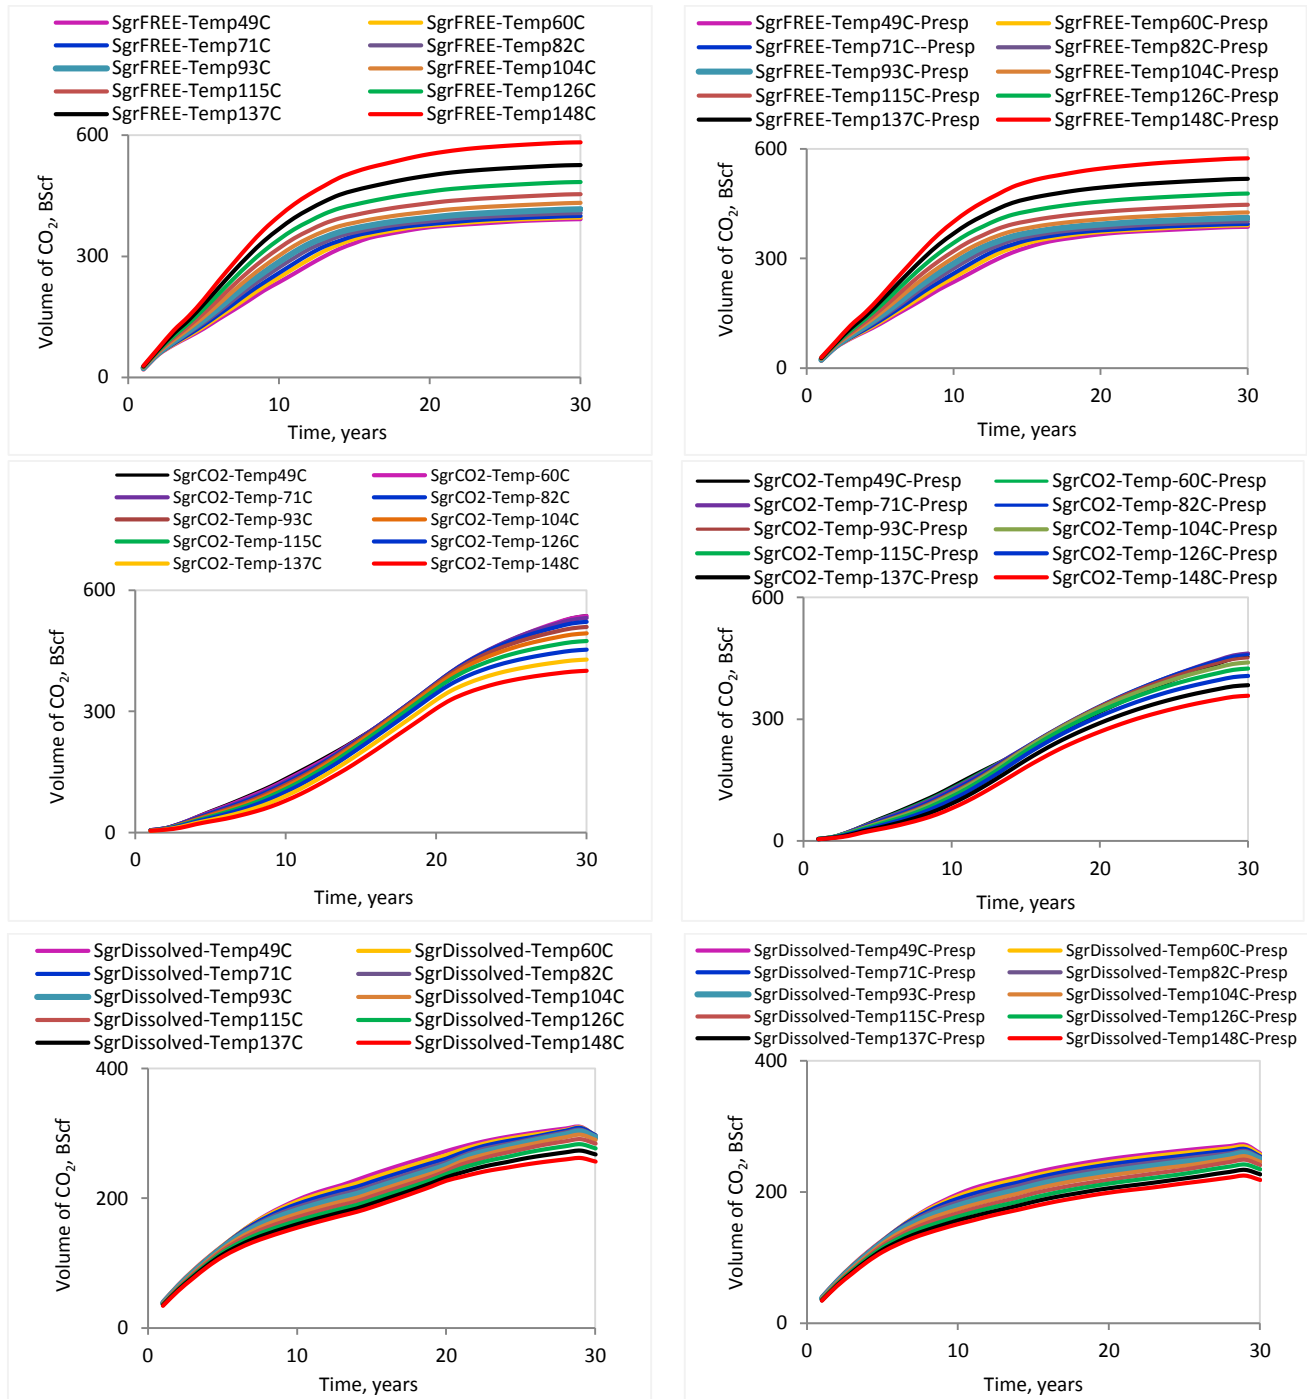 SgrFREE-Temp49C SgrFREE-Temp60C
SgrFREE-Temp71C SgrFREE-Temp82C
SgrFREE-Temp93C SgrFREE-Temp104C
SgrFREE-Temp115C SgrFREE-Temp126C
SgrFREE-Temp137C SgrFREE-Temp148C
600
300
0
Volume of CO₂, BScf
0 10 20 30
Time, years
SgrFREE-Temp49C-Presp SgrFREE-Temp60C-Presp
SgrFREE-Temp71C--Presp SgrFREE-Temp82C-Presp
SgrFREE-Temp93C-Presp SgrFREE-Temp104C-Presp
SgrFREE-Temp115C-Presp SgrFREE-Temp126C-Presp
SgrFREE-Temp137C-Presp SgrFREE-Temp148C-Presp
600
300
0
Volume of CO₂, BScf
0 10 20 30
Time, years
SgrCO2-Temp49C SgrCO2-Temp-60C
SgrCO2-Temp-71C SgrCO2-Temp-82C
SgrCO2-Temp-93C SgrCO2-Temp-104C
SgrCO2-Temp-115C SgrCO2-Temp-126C
SgrCO2-Temp-137C SgrCO2-Temp-148C
600
300
0
Volume of CO₂, BScf
0 10 20 30
Time, years
SgrCO2-Temp49C-Presp SgrCO2-Temp-60C-Presp
SgrCO2-Temp-71C-Presp SgrCO2-Temp-82C-Presp
SgrCO2-Temp-93C-Presp SgrCO2-Temp-104C-Presp
SgrCO2-Temp-115C-Presp SgrCO2-Temp-126C-Presp
SgrCO2-Temp-137C-Presp SgrCO2-Temp-148C-Presp
600
300
0
Volume of CO₂, BScf
0 10 20 30
Time, years
SgrDissolved-Temp49C SgrDissolved-Temp60C
SgrDissolved-Temp71C SgrDissolved-Temp82C
SgrDissolved-Temp93C SgrDissolved-Temp104C
SgrDissolved-Temp115C SgrDissolved-Temp126C
SgrDissolved-Temp137C SgrDissolved-Temp148C
400
200
0
Volume of CO₂, BScf
0 10 20 30
Time, years
SgrDissolved-Temp49C-Presp SgrDissolved-Temp60C-Presp
SgrDissolved-Temp71C-Presp SgrDissolved-Temp82C-Presp
SgrDissolved-Temp93C-Presp SgrDissolved-Temp104C-Presp
SgrDissolved-Temp115C-Presp SgrDissolved-Temp126C-Presp
SgrDissolved-Temp137C-Presp SgrDissolved-Temp148C-Presp
400
200
0
Volume of CO₂, BScf
0 10 20 30
Time, years